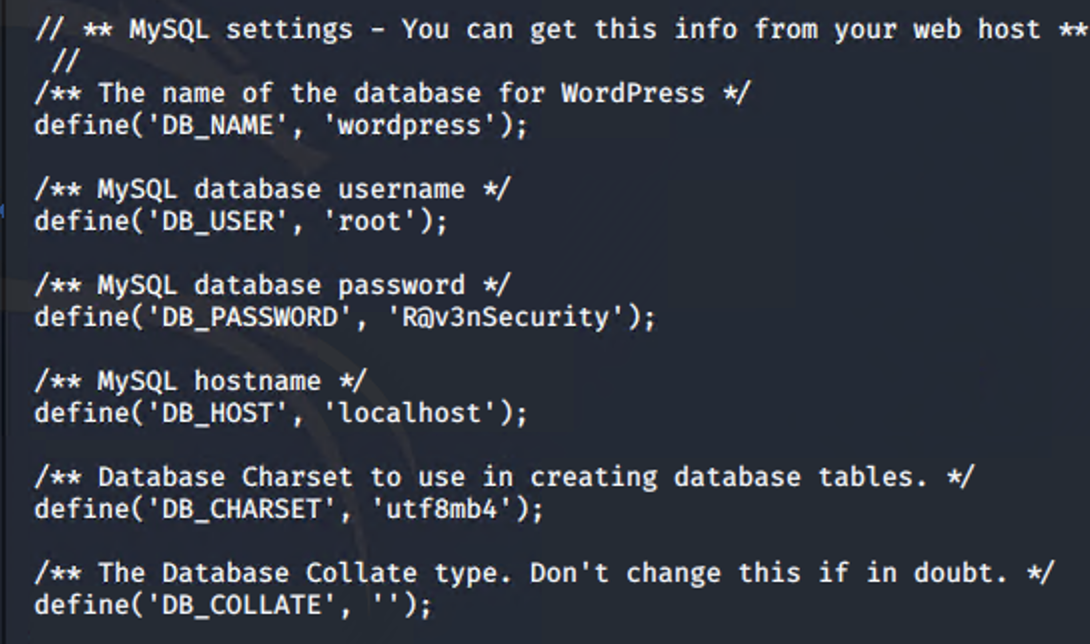 // ** MySQL settings - You can get this info from your web host **
//
/** The name of the database for WordPress */
define('DB_NAME', 'wordpress');
/** MySQL database username */
define('DB_USER', 'root');
/** MySQL database password */
define('DB_PASSWORD', 'R@v3nSecurity');
/** MySQL hostname */
define('DB_HOST', 'localhost');
/** Database Charset to use in creating database tables. */
define('DB_CHARSET', 'utf8mb4');
/** The Database Collate type. Don't change this if in doubt. */
define('DB_COLLATE', '');